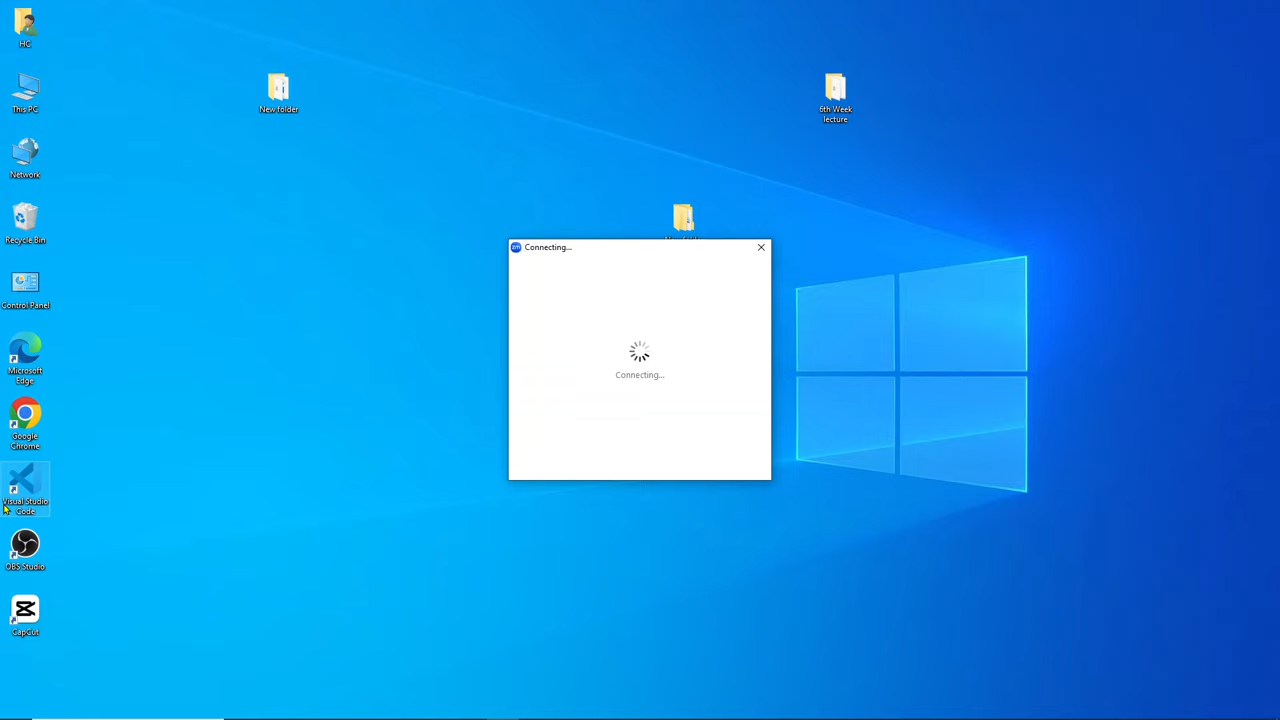 HC
This PC
Network
Recycle Bin
Control Panel
Microsoft
Edge
Google
Chrome
Visual Studio
Code
OBS Studio
CapCut
New folder
6th Week
lecture
zm Connecting...
Connecting...